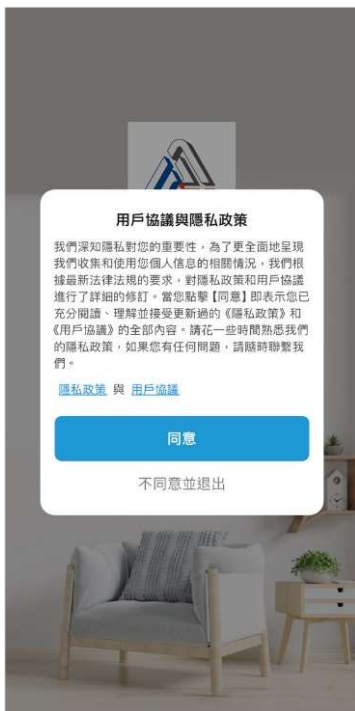 用戶協議與隱私政策
我們深知隱私對您的重要性，為了更全面地呈現
我們收集和使用您個人信息的相關情況，我們根
據最新法律法規的要求，對隱私政策和用戶協議
進行了詳細的修訂。當您點擊【同意】即表示您已
充分閱讀、理解並接受更新過的《隱私政策》和
《用戶協議》的全部內容。請花一些時間熟悉我們
的隱私政策，如果您有任何問題，請隨時聯繫我
們。
隱私政策 與 用戶協議
同意
不同意並退出